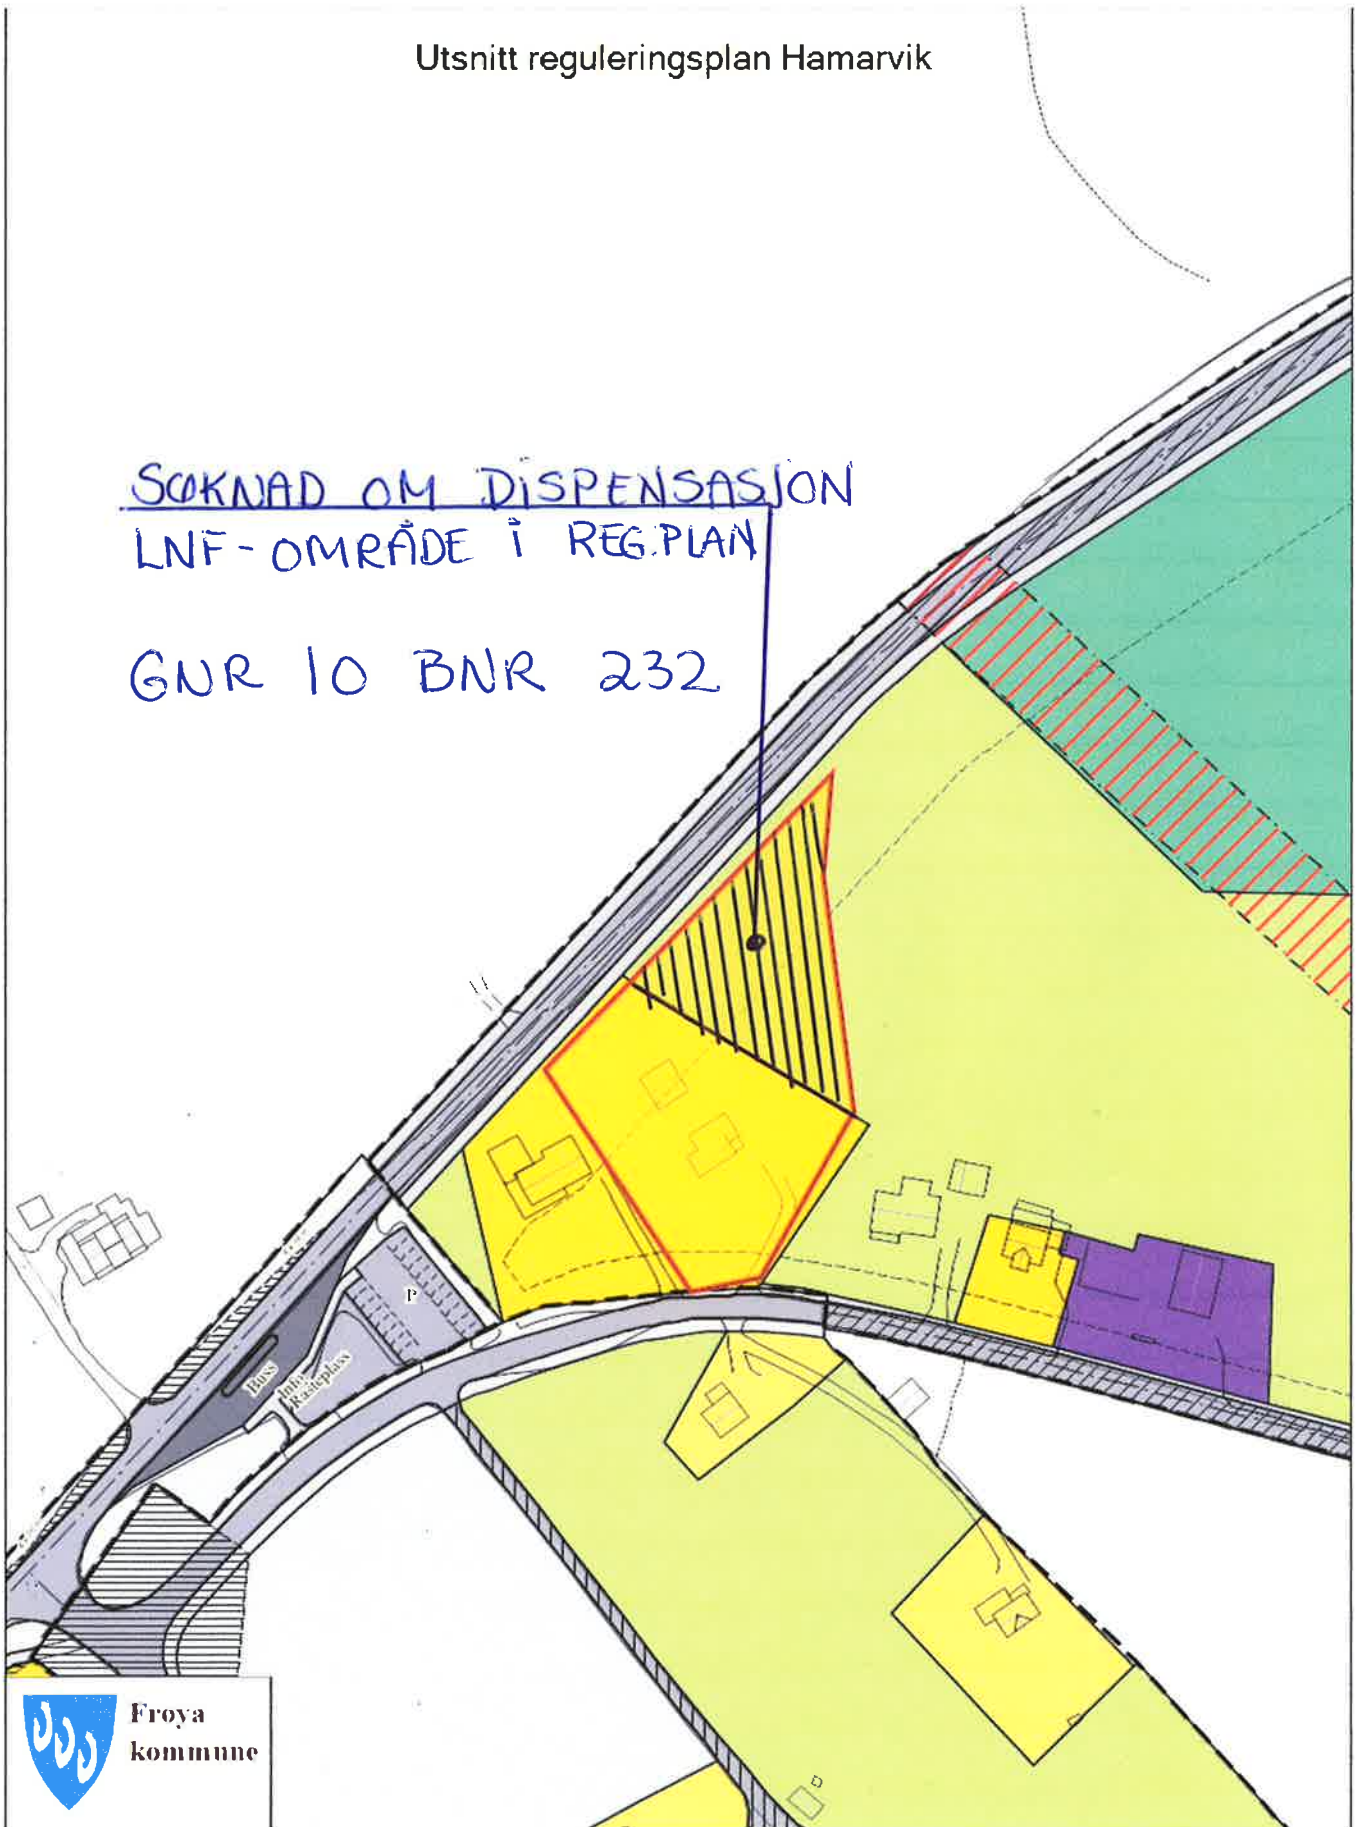 Utsnitt reguleringsplan Hamarvik
SØKNAD OM DISPENSASJON
LNF-OMRÅDE I REG.PLAN
GNR 10 BNR 232
P
Buss
Info
Rasteplass
D
Frøya
kommune